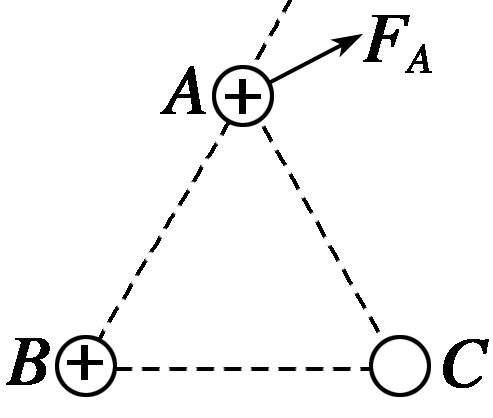 A + F_A
B + C